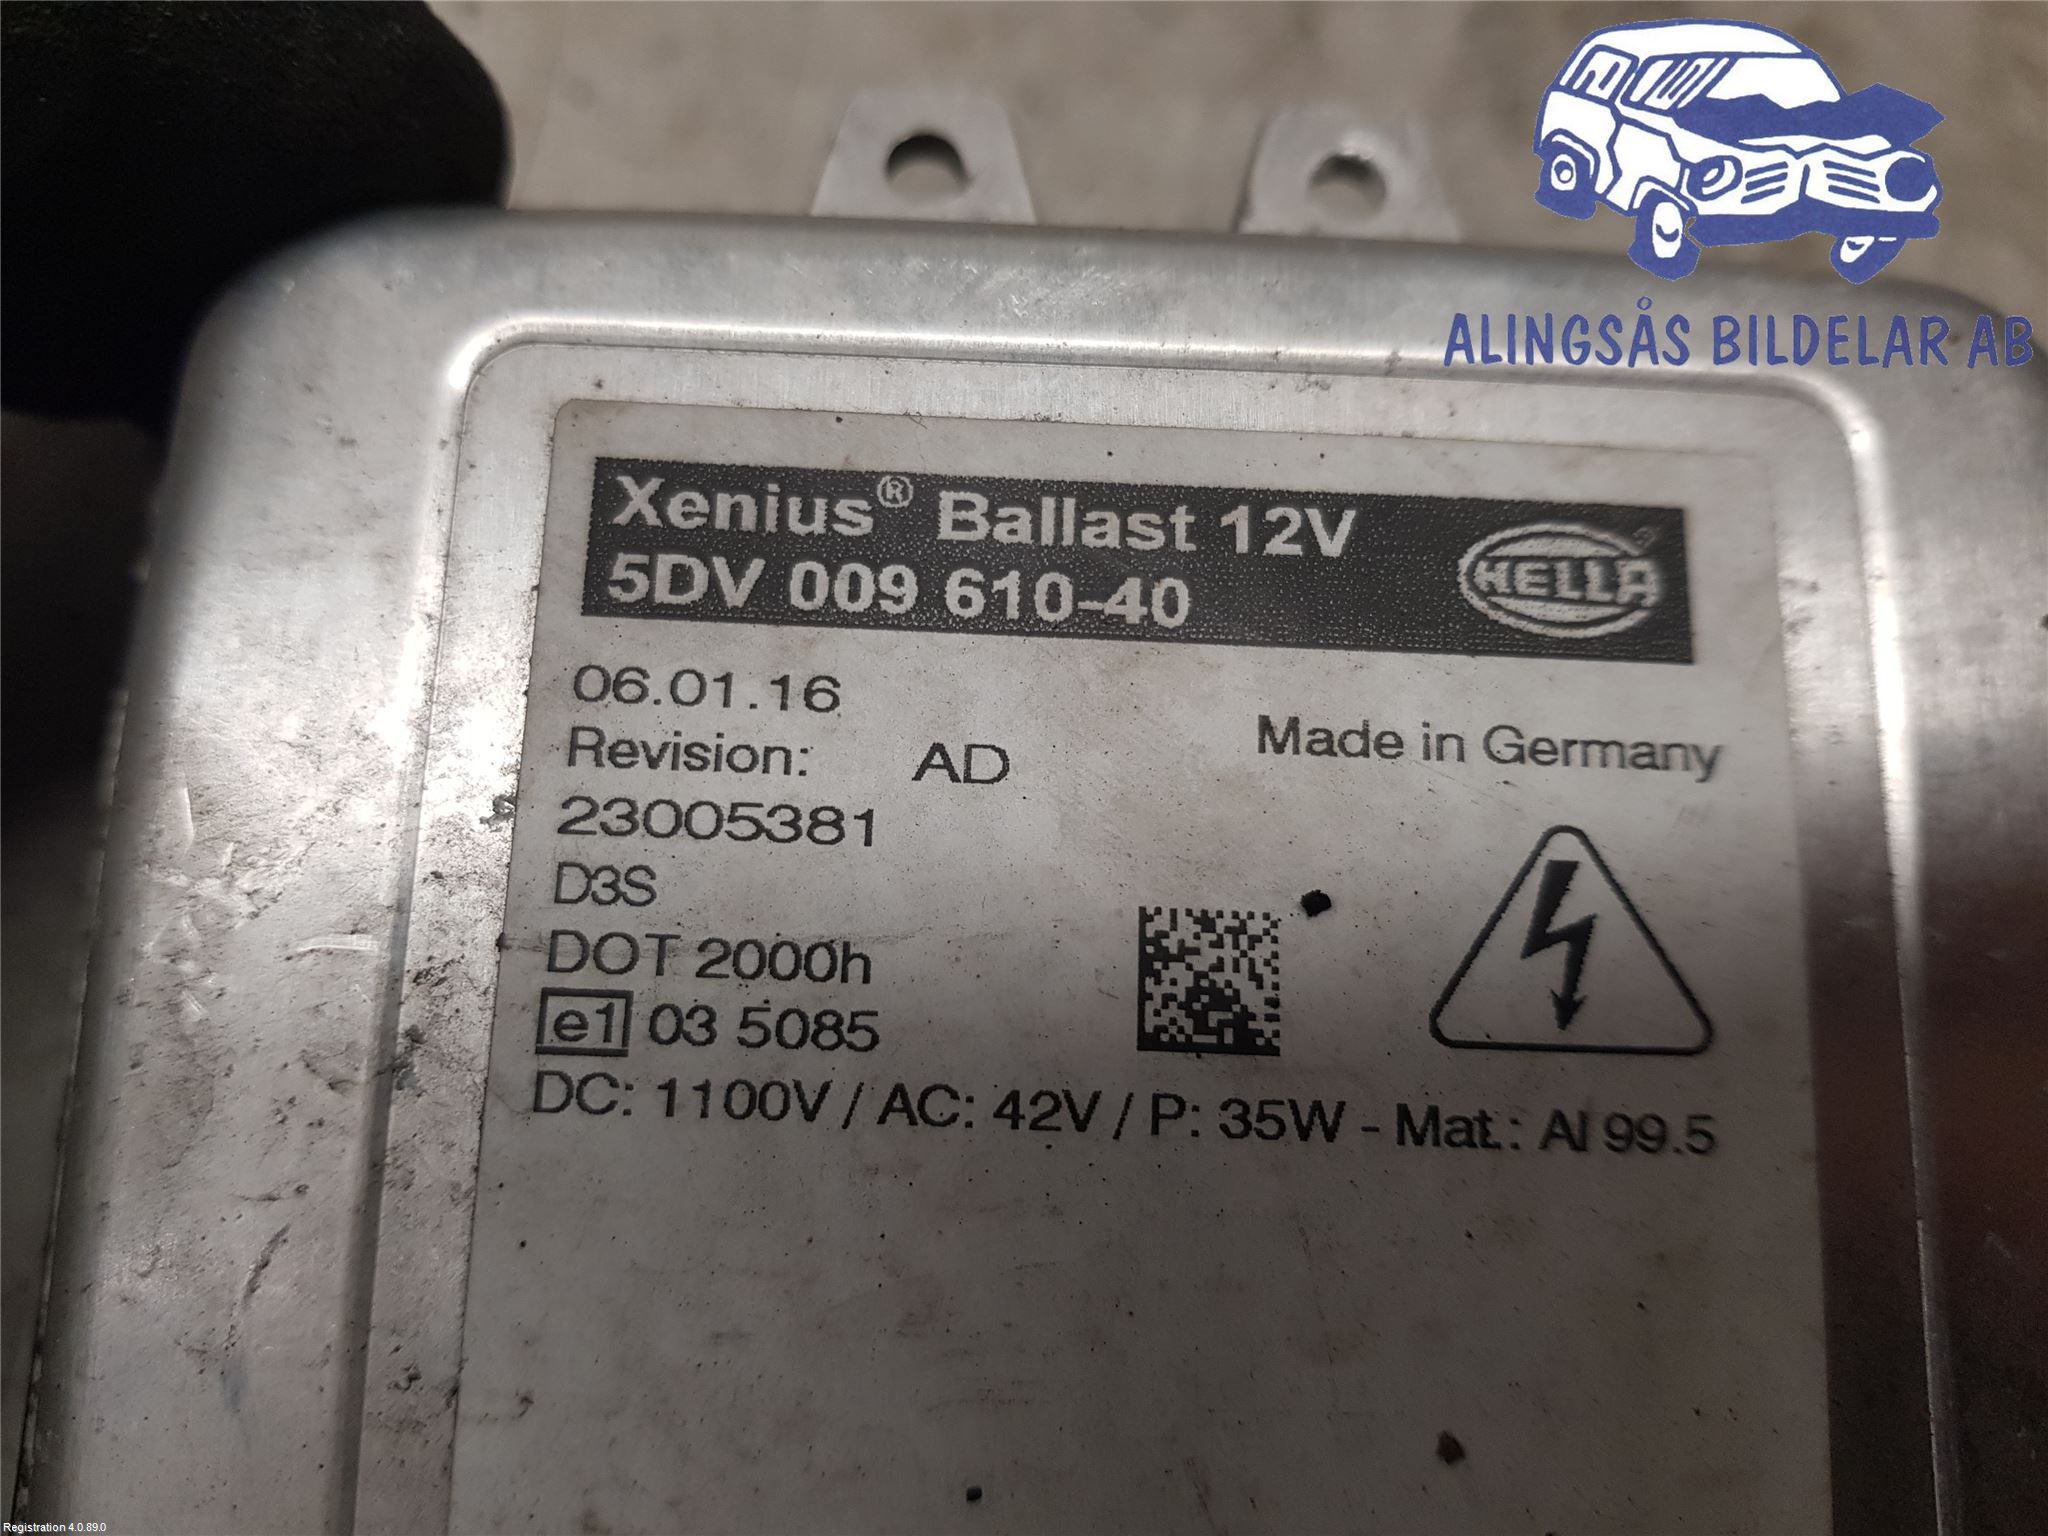 ALINGSÅS BILDELAR AB
Xenius® Ballast 12V
5DV 009 610-40
HELLA
06.01.16
Revision: AD
Made in Germany
23005381
D3S
DOT 2000h
e1 03 5085
DC: 1100V / AC: 42V / P: 35W - Mat.: Al 99.5
Registration 4.0.89.0